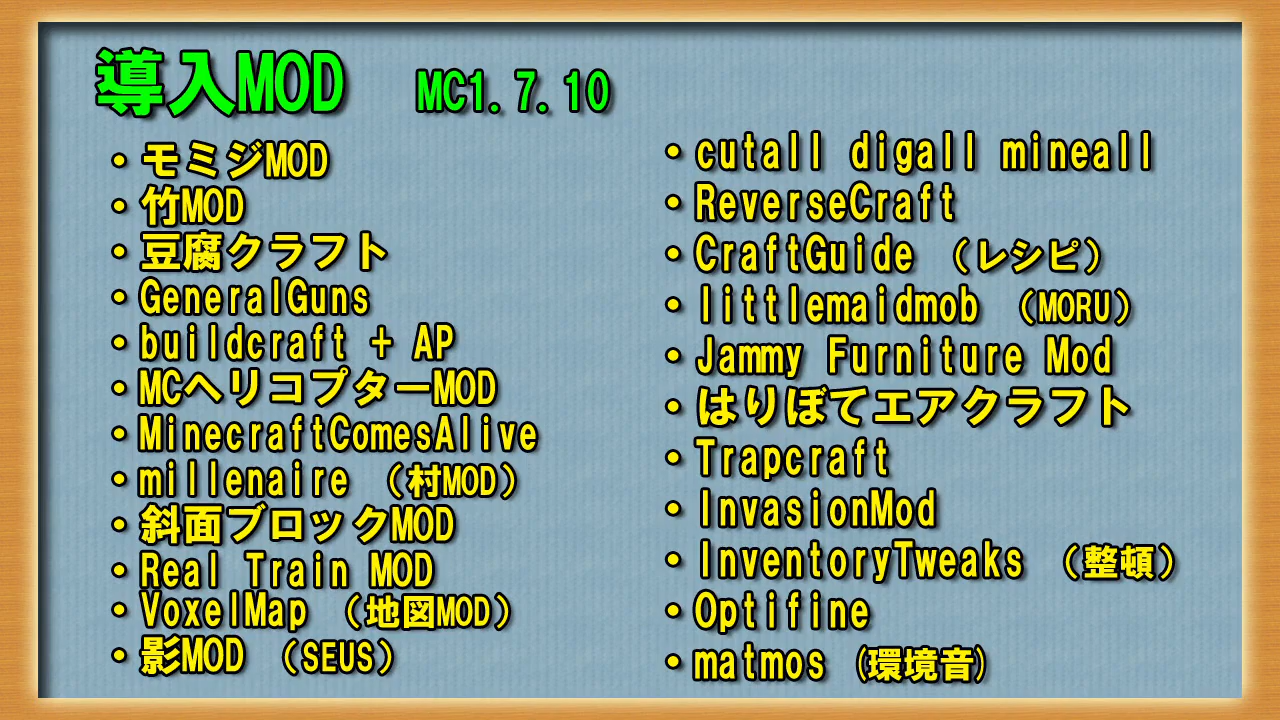 導入MOD MC1.7.10
・モミジMOD
・竹MOD
・豆腐クラフト
・GeneralGuns
・buildcraft + AP
・MCヘリコプターMOD
・MinecraftComesAlive
・millenaire （村MOD）
・斜面ブロックMOD
・Real Train MOD
・VoxelMap （地図MOD）
・影MOD （SEUS）
・cutall digall mineall
・ReverseCraft
・CraftGuide （レシピ）
・littlemaidmob （MORU）
・Jammy Furniture Mod
・はりぼてエアクラフト
・Trapcraft
・InvasionMod
・InventoryTweaks （整頓）
・Optifine
・matmos (環境音)